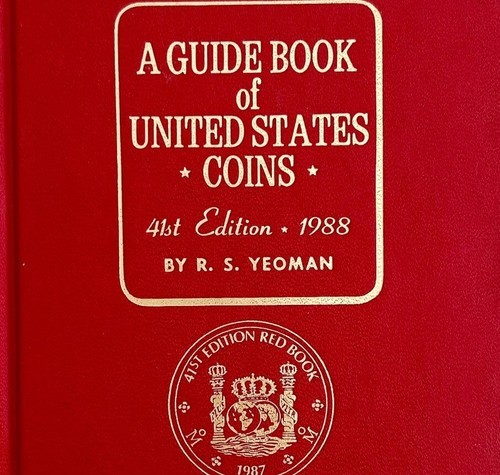 A GUIDE BOOK
of
UNITED STATES
★ COINS ★
41st Edition ★ 1988
BY R. S. YEOMAN
41ST EDITION RED BOOK
M M
1987